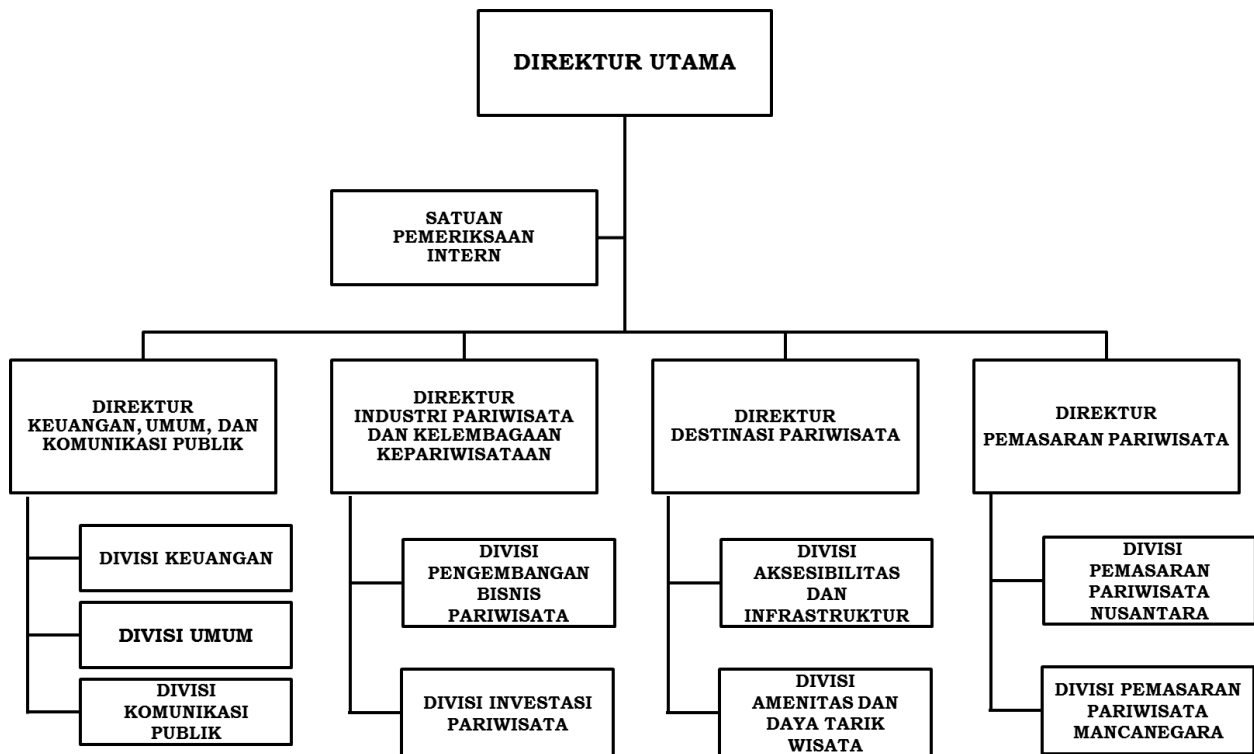 DIREKTUR UTAMA
SATUAN
PEMERIKSAAN
INTERN
DIREKTUR
KEUANGAN, UMUM, DAN
KOMUNIKASI PUBLIK
DIREKTUR
INDUSTRI PARIWISATA
DAN KELEMBAGAAN
KEPARIWISATAAN
DIREKTUR
DESTINASI PARIWISATA
DIREKTUR
PEMASARAN PARIWISATA
DIVISI KEUANGAN
DIVISI UMUM
DIVISI
KOMUNIKASI
PUBLIK
DIVISI
PENGEMBANGAN
BISNIS
PARIWISATA
DIVISI INVESTASI
PARIWISATA
DIVISI
AKSESIBILITAS
DAN
INFRASTRUKTUR
DIVISI
AMENITAS DAN
DAYA TARIK
WISATA
DIVISI
PEMASARAN
PARIWISATA
NUSANTARA
DIVISI PEMASARAN
PARIWISATA
MANCANEGARA